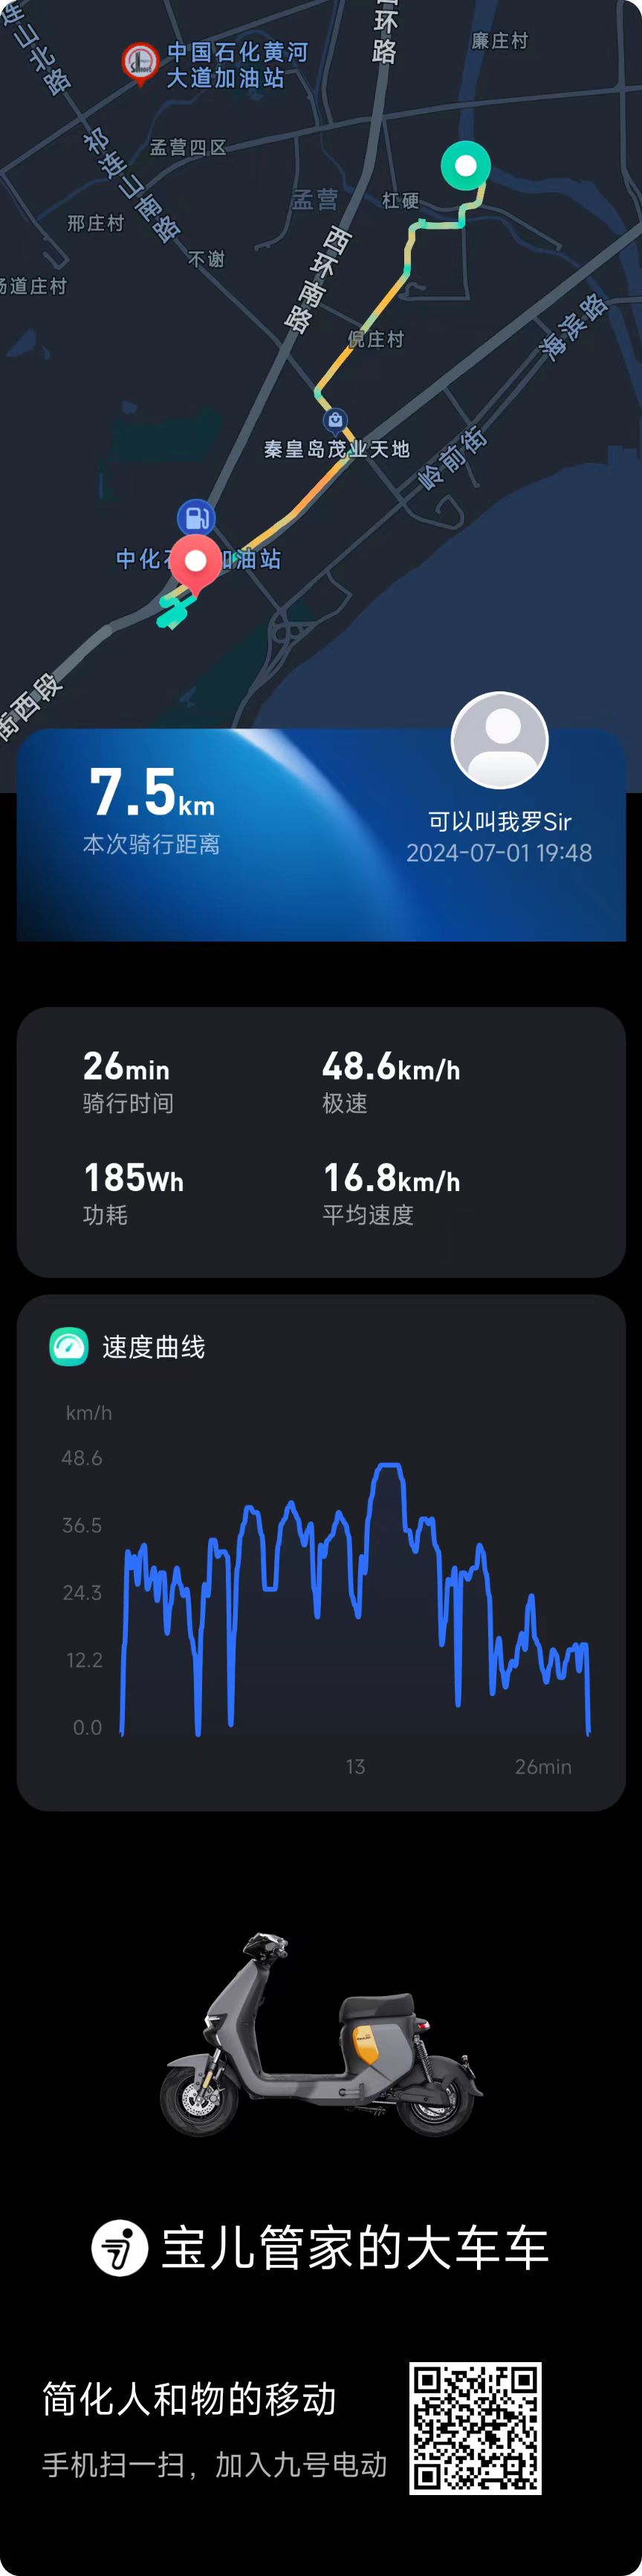 连山北路
中国石化黄河
大道加油站
西环路
廉庄村
祁连山南路
孟营四区
孟营
杠硬
邢庄村
不谢
杨道庄村
西环南路
倪庄村
海滨路
秦皇岛茂业天地
岭前街
中化石
加油站
街西段
7.5km
本次骑行距离
可以叫我罗Sir
2024-07-01 19:48
26min
48.6km/h
骑行时间
极速
185Wh
16.8km/h
功耗
平均速度
速度曲线
km/h
48.6
36.5
24.3
12.2
0.0
13
26min
宝儿管家的大车车
简化人和物的移动
手机扫一扫，加入九号电动